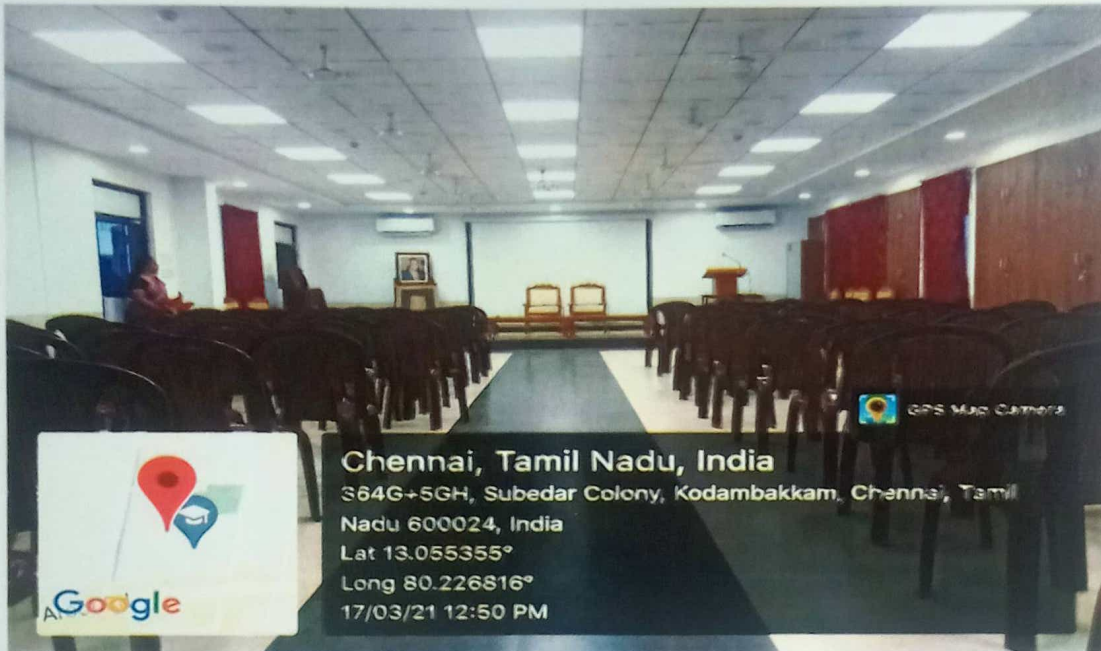 GPS Map Camera
Chennai, Tamil Nadu, India
364G+5GH, Subedar Colony, Kodambakkam, Chennai, Tamil
Nadu 600024, India
Lat 13.055355°
Long 80.226816°
17/03/21 12:50 PM
Google